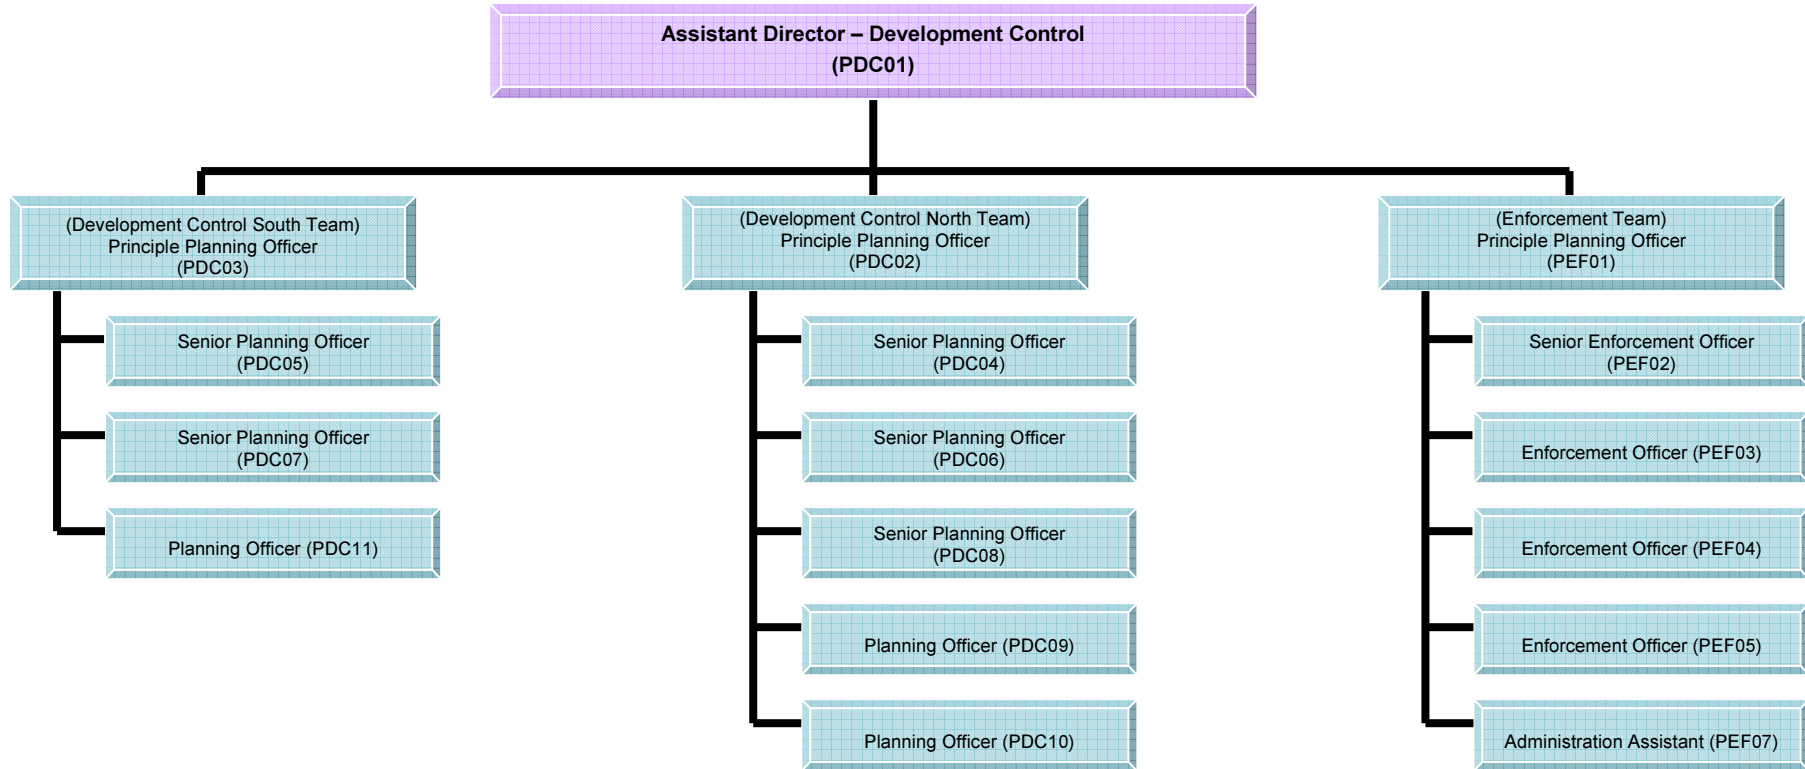 Assistant Director – Development Control
(PDC01)
(Development Control South Team)
Principle Planning Officer
(PDC03)
Senior Planning Officer
(PDC05)
Senior Planning Officer
(PDC07)
Planning Officer (PDC11)
(Development Control North Team)
Principle Planning Officer
(PDC02)
Senior Planning Officer
(PDC04)
Senior Planning Officer
(PDC06)
Senior Planning Officer
(PDC08)
Planning Officer (PDC09)
Planning Officer (PDC10)
(Enforcement Team)
Principle Planning Officer
(PEF01)
Senior Enforcement Officer
(PEF02)
Enforcement Officer (PEF03)
Enforcement Officer (PEF04)
Enforcement Officer (PEF05)
Administration Assistant (PEF07)